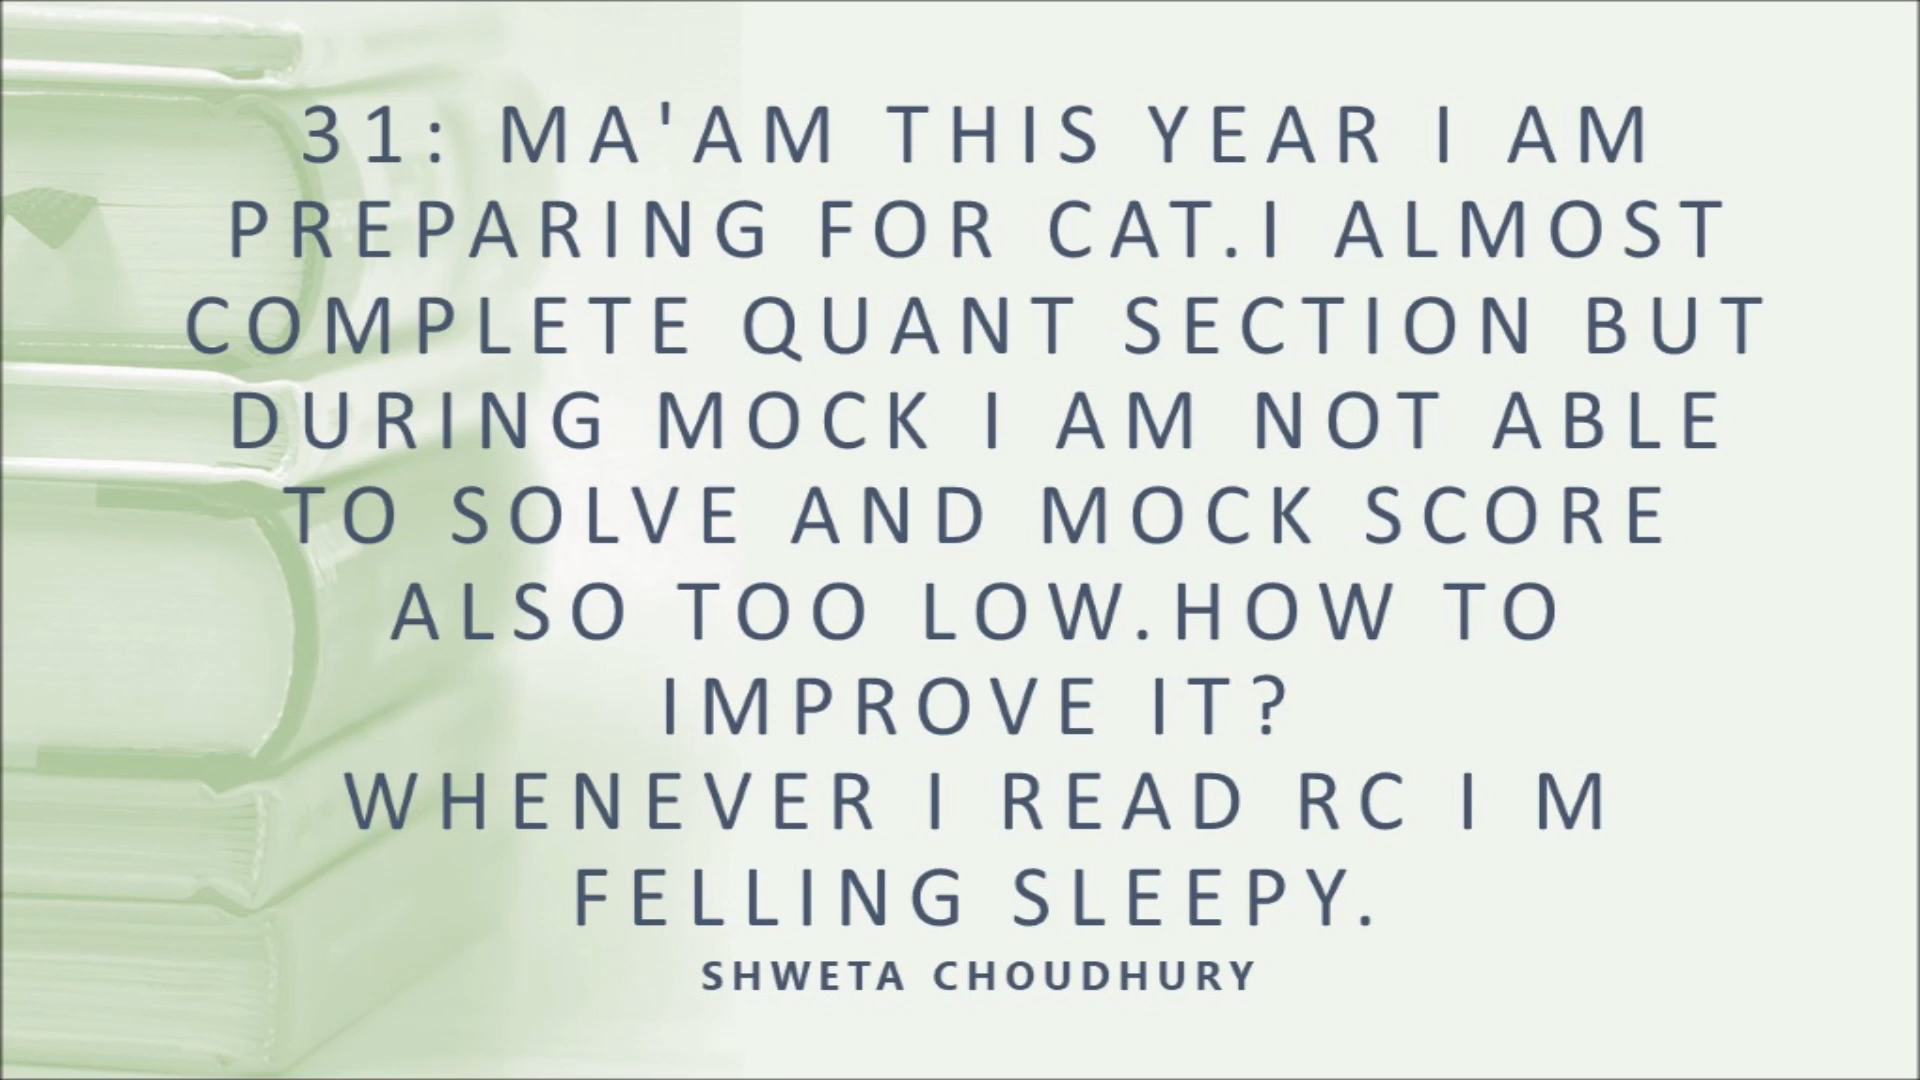 31: MA'AM THIS YEAR I AM
PREPARING FOR CAT.I ALMOST
COMPLETE QUANT SECTION BUT
DURING MOCK I AM NOT ABLE
TO SOLVE AND MOCK SCORE
ALSO TOO LOW.HOW TO
IMPROVE IT?
WHENEVER I READ RC I M
FELLING SLEEPY.
SHWETA CHOUDHURY